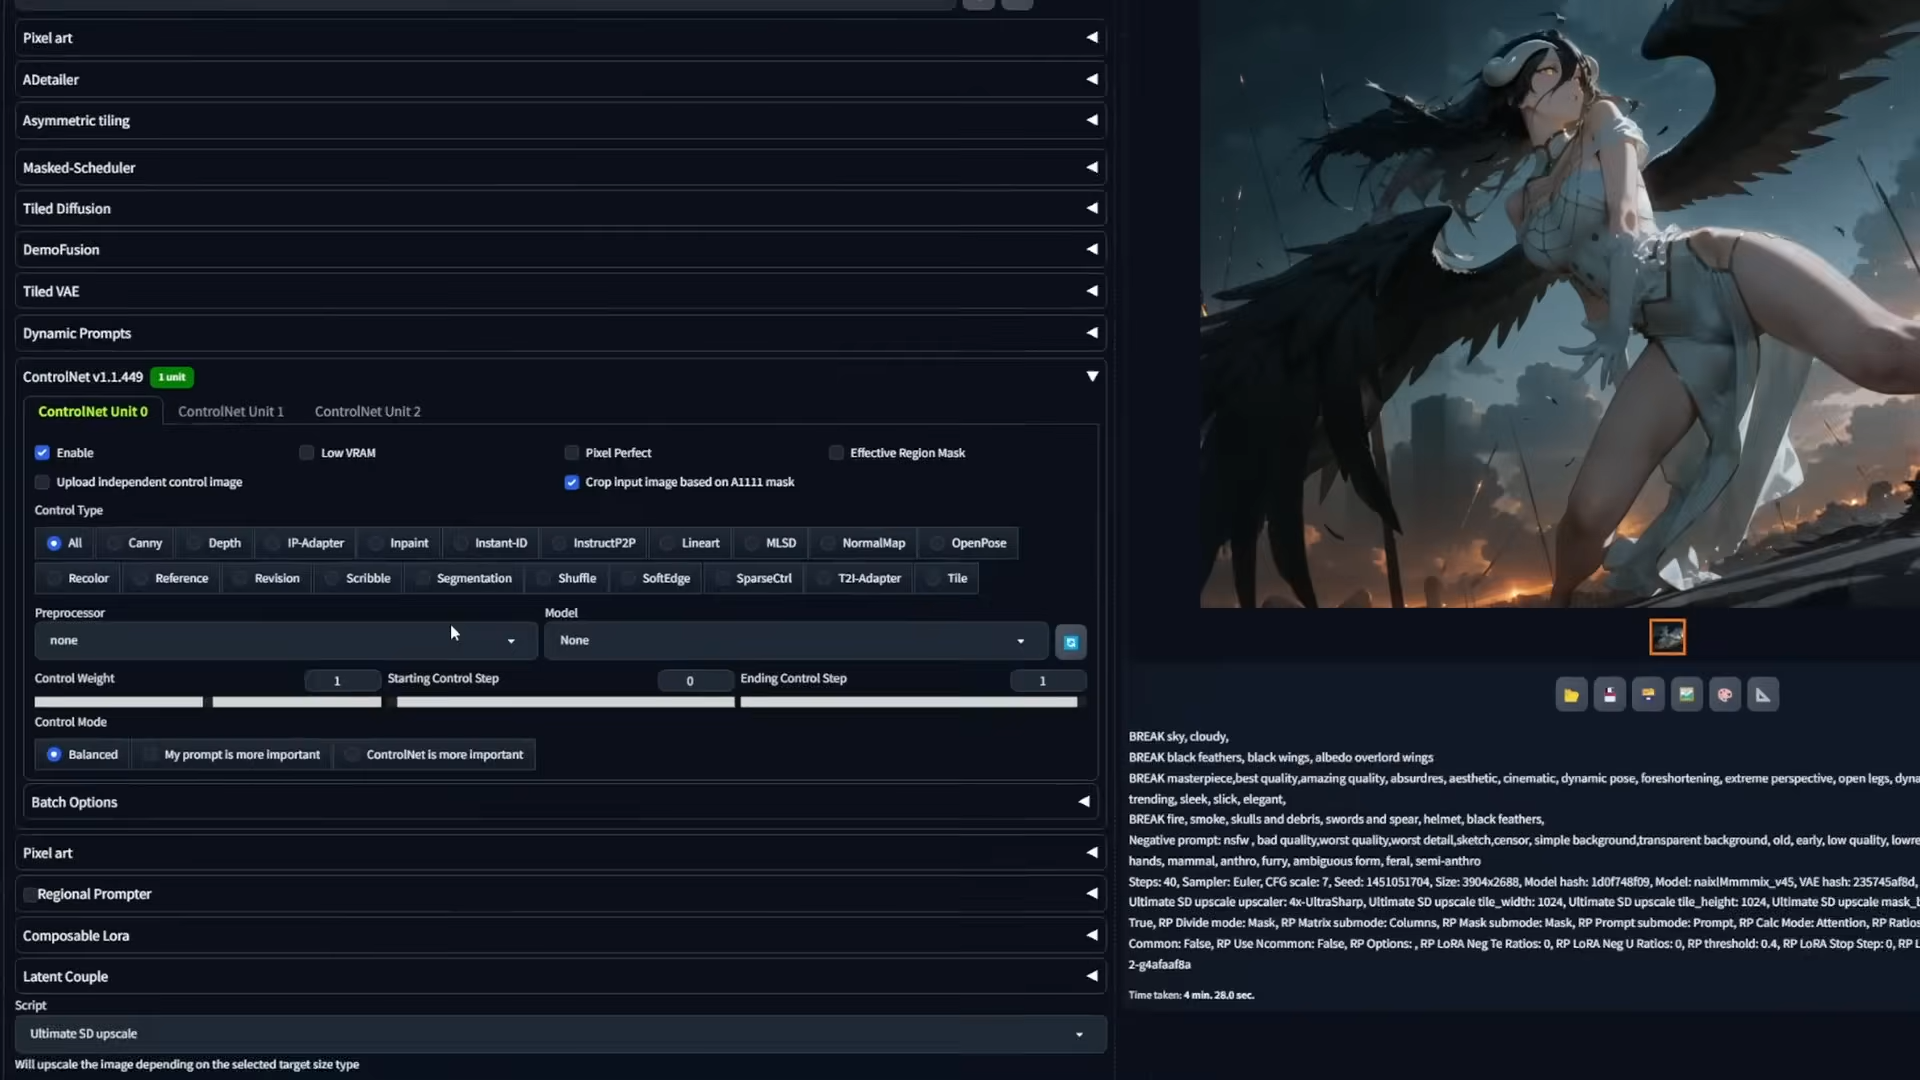 Pixel art
ADetailer
Asymmetric tiling
Masked-Scheduler
Tiled Diffusion
DemoFusion
Tiled VAE
Dynamic Prompts
ControlNet v1.1.449 1 unit
ControlNet Unit 0 ControlNet Unit 1 ControlNet Unit 2
Enable Low VRAM Pixel Perfect Effective Region Mask
Upload independent control image Crop input image based on A1111 mask
Control Type
All Canny Depth IP-Adapter Inpaint Instant-ID InstructP2P Lineart MLSD NormalMap OpenPose
Recolor Reference Revision Scribble Segmentation Shuffle SoftEdge SparseCtrl T2I-Adapter Tile
Preprocessor Model
none None
Control Weight 1 Starting Control Step 0 Ending Control Step 1
Control Mode
Balanced My prompt is more important ControlNet is more important
Batch Options
Pixel art
Regional Prompter
Composable Lora
Latent Couple
Script
Ultimate SD upscale
Will upscale the image depending on the selected target size type
BREAK sky, cloudy,
BREAK black feathers, black wings, albedo overlord wings
BREAK masterpiece,best quality,amazing quality, absurdres, aesthetic, cinematic, dynamic pose, foreshortening, extreme perspective, open legs, dyna
trending, sleek, slick, elegant,
BREAK fire, smoke, skulls and debris, swords and spear, helmet, black feathers,
Negative prompt: nsfw , bad quality,worst quality,worst detail,sketch,censor, simple background,transparent background, old, early, low quality, lowre
hands, mammal, anthro, furry, ambiguous form, feral, semi-anthro
Steps: 40, Sampler: Euler, CFG scale: 7, Seed: 1451051704, Size: 3904x2688, Model hash: 1d0f748f09, Model: naixlMmmmix_v45, VAE hash: 235745af8d,
Ultimate SD upscale upscaler: 4x-UltraSharp, Ultimate SD upscale tile_width: 1024, Ultimate SD upscale tile_height: 1024, Ultimate SD upscale mask_b
True, RP Divide mode: Mask, RP Matrix submode: Columns, RP Mask submode: Mask, RP Prompt submode: Prompt, RP Calc Mode: Attention, RP Ratios
Common: False, RP Use Ncommon: False, RP Options: , RP LoRA Neg Te Ratios: 0, RP LoRA Neg U Ratios: 0, RP threshold: 0.4, RP LoRA Stop Step: 0, RP L
2-g4afaaf8a
Time taken: 4 min. 28.0 sec.